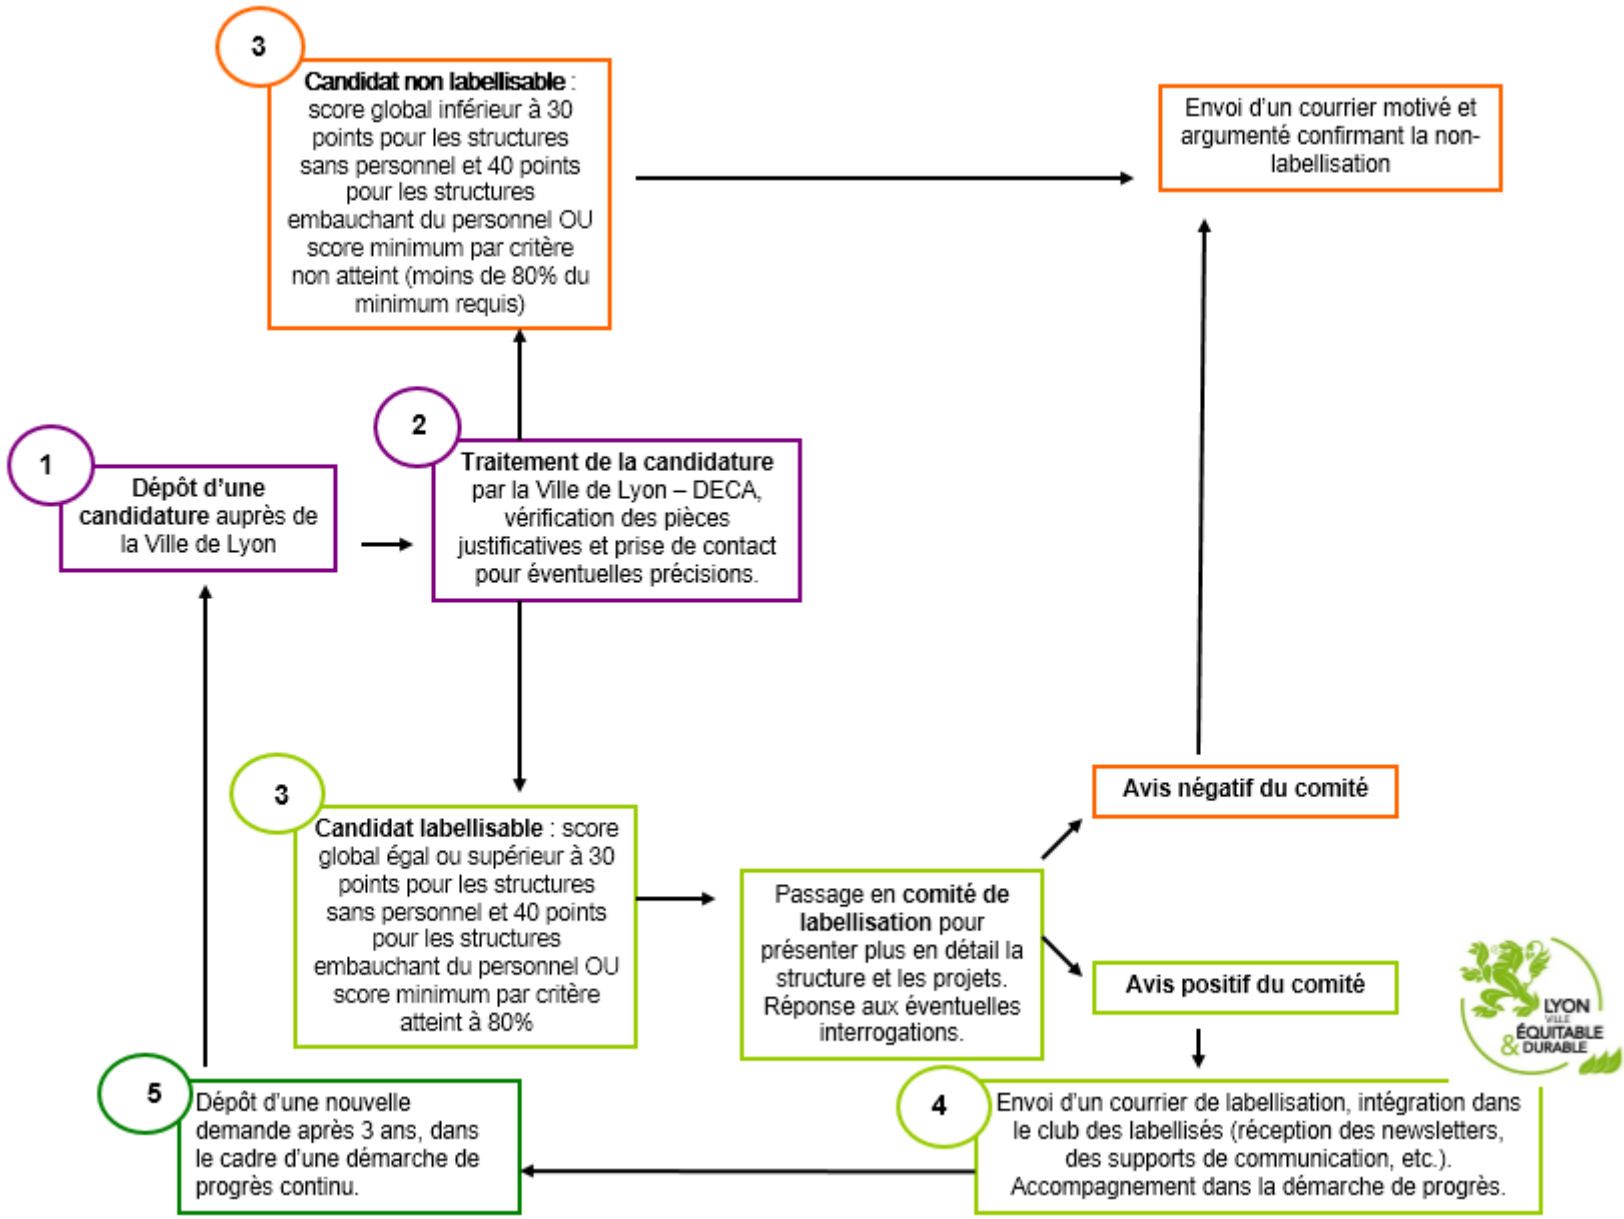 3
Candidat non labellisable :
score global inférieur à 30
points pour les structures
sans personnel et 40 points
pour les structures
embauchant du personnel OU
score minimum par critère
non atteint (moins de 80% du
minimum requis)
Envoi d'un courrier motivé et
argumenté confirmant la non-
labellisation
1
Dépôt d'une
candidature auprès de
la Ville de Lyon
2
Traitement de la candidature
par la Ville de Lyon – DECA,
vérification des pièces
justificatives et prise de contact
pour éventuelles précisions.
3
Candidat labellisable : score
global égal ou supérieur à 30
points pour les structures
sans personnel et 40 points
pour les structures
embauchant du personnel OU
score minimum par critère
atteint à 80%
Passage en comité de
labellisation pour
présenter plus en détail la
structure et les projets.
Réponse aux éventuelles
interrogations.
Avis négatif du comité
Avis positif du comité
LYON
VILLE
ÉQUITABLE
& DURABLE
4
Envoi d'un courrier de labellisation, intégration dans
le club des labellisés (réception des newsletters,
des supports de communication, etc.).
Accompagnement dans la démarche de progrès.
5
Dépôt d'une nouvelle
demande après 3 ans, dans
le cadre d'une démarche de
progrès continu.